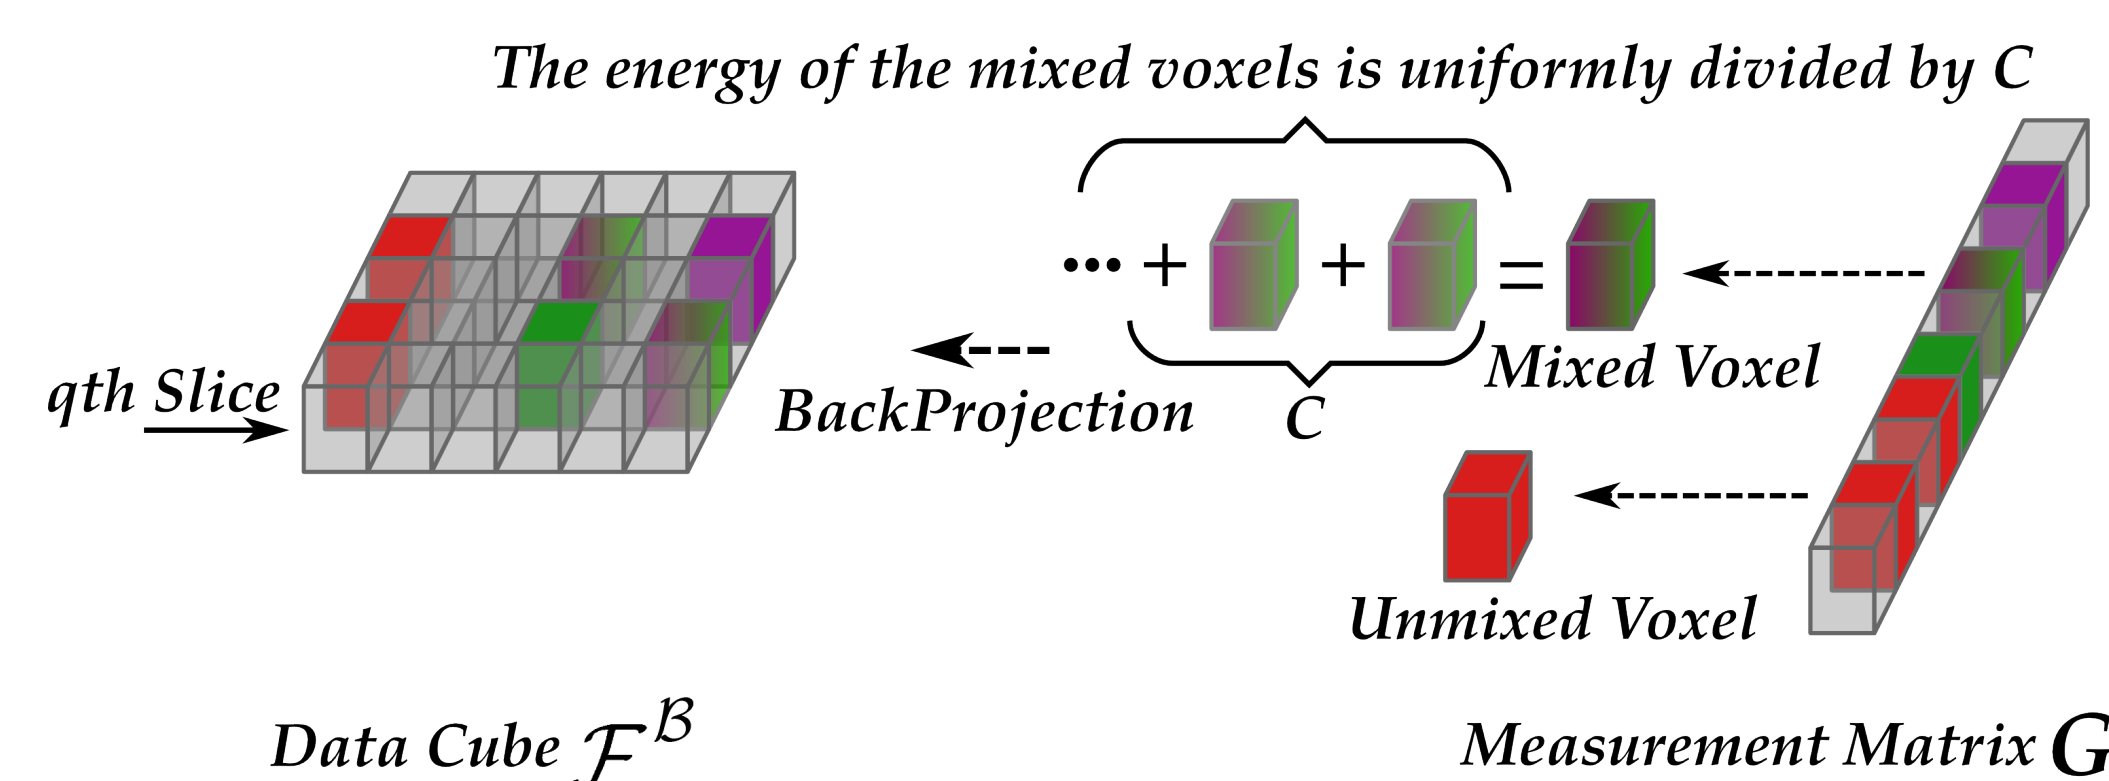 The energy of the mixed voxels is uniformly divided by C
··· + + =
qth Slice
BackProjection
C
Mixed Voxel
Unmixed Voxel
Data Cube 𝓕^𝓑
Measurement Matrix G